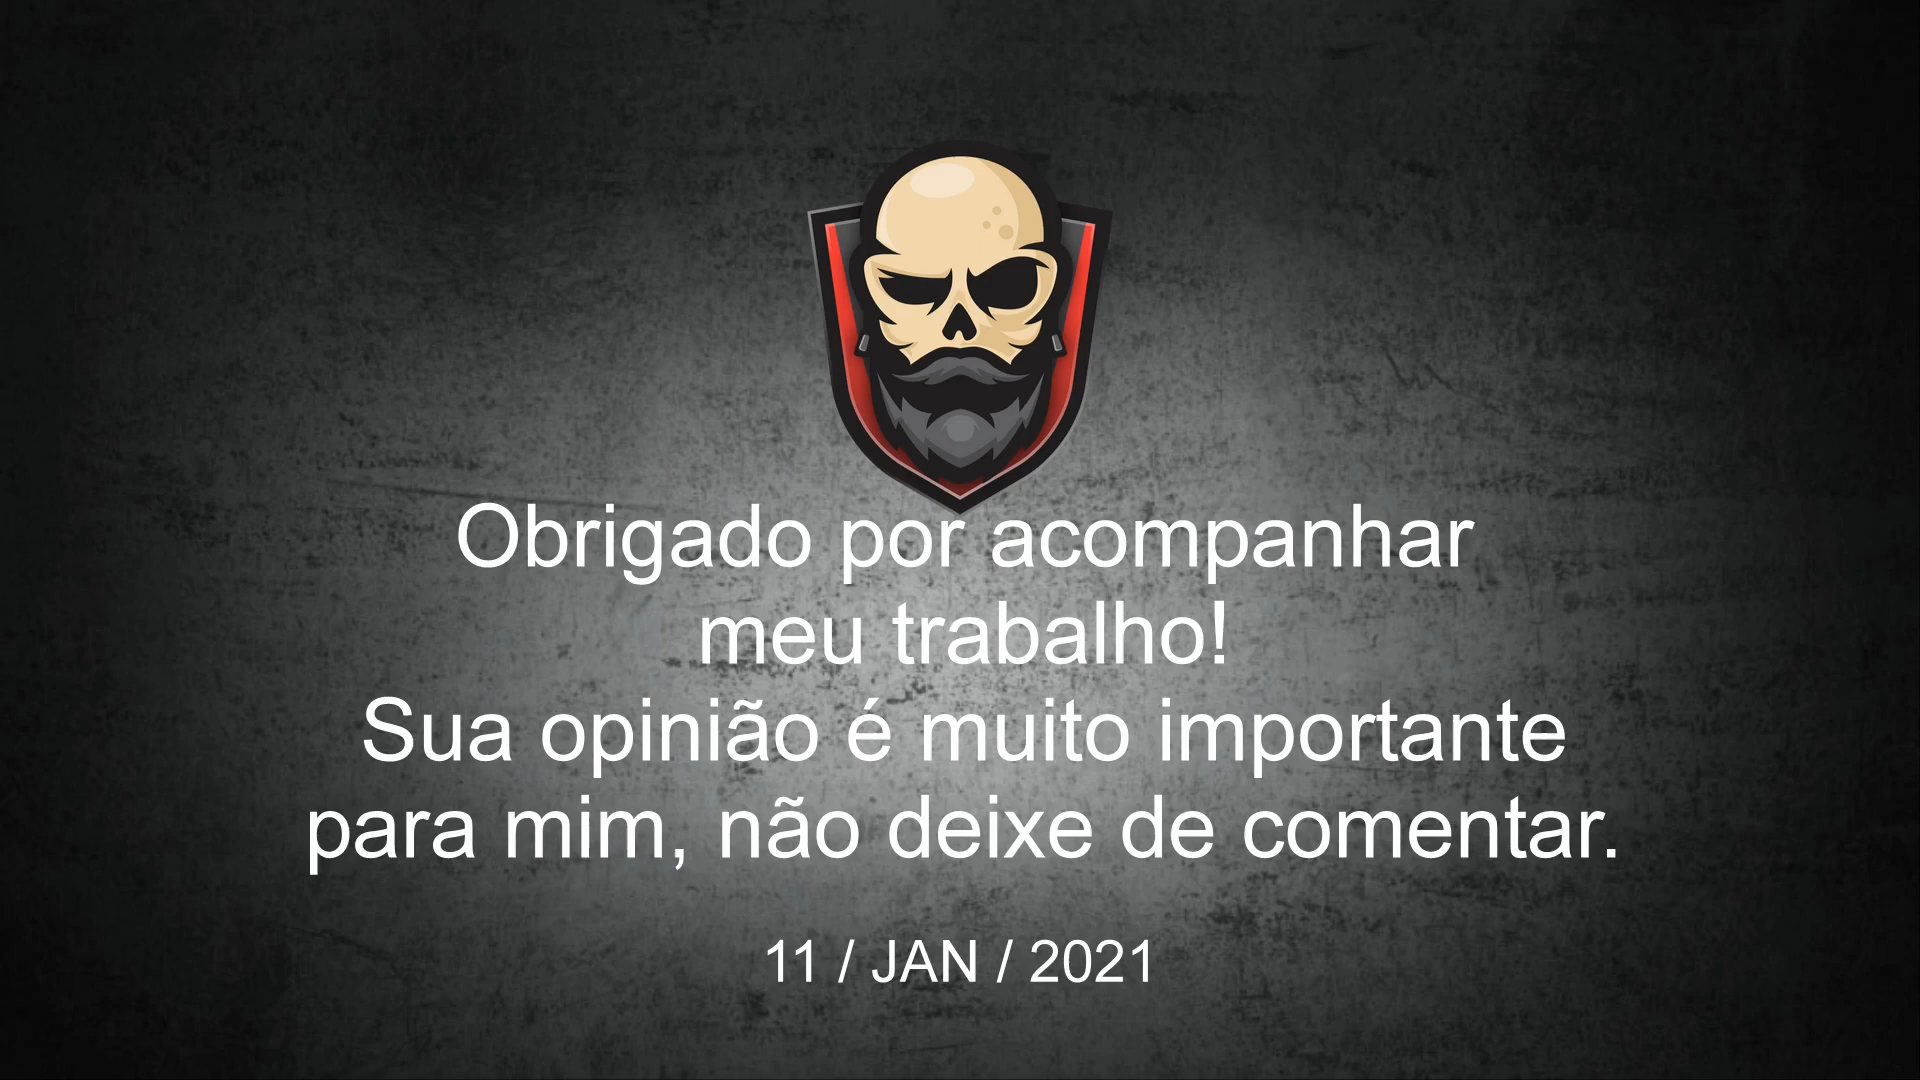 Obrigado por acompanhar
meu trabalho!
Sua opinião é muito importante
para mim, não deixe de comentar.
11 / JAN / 2021